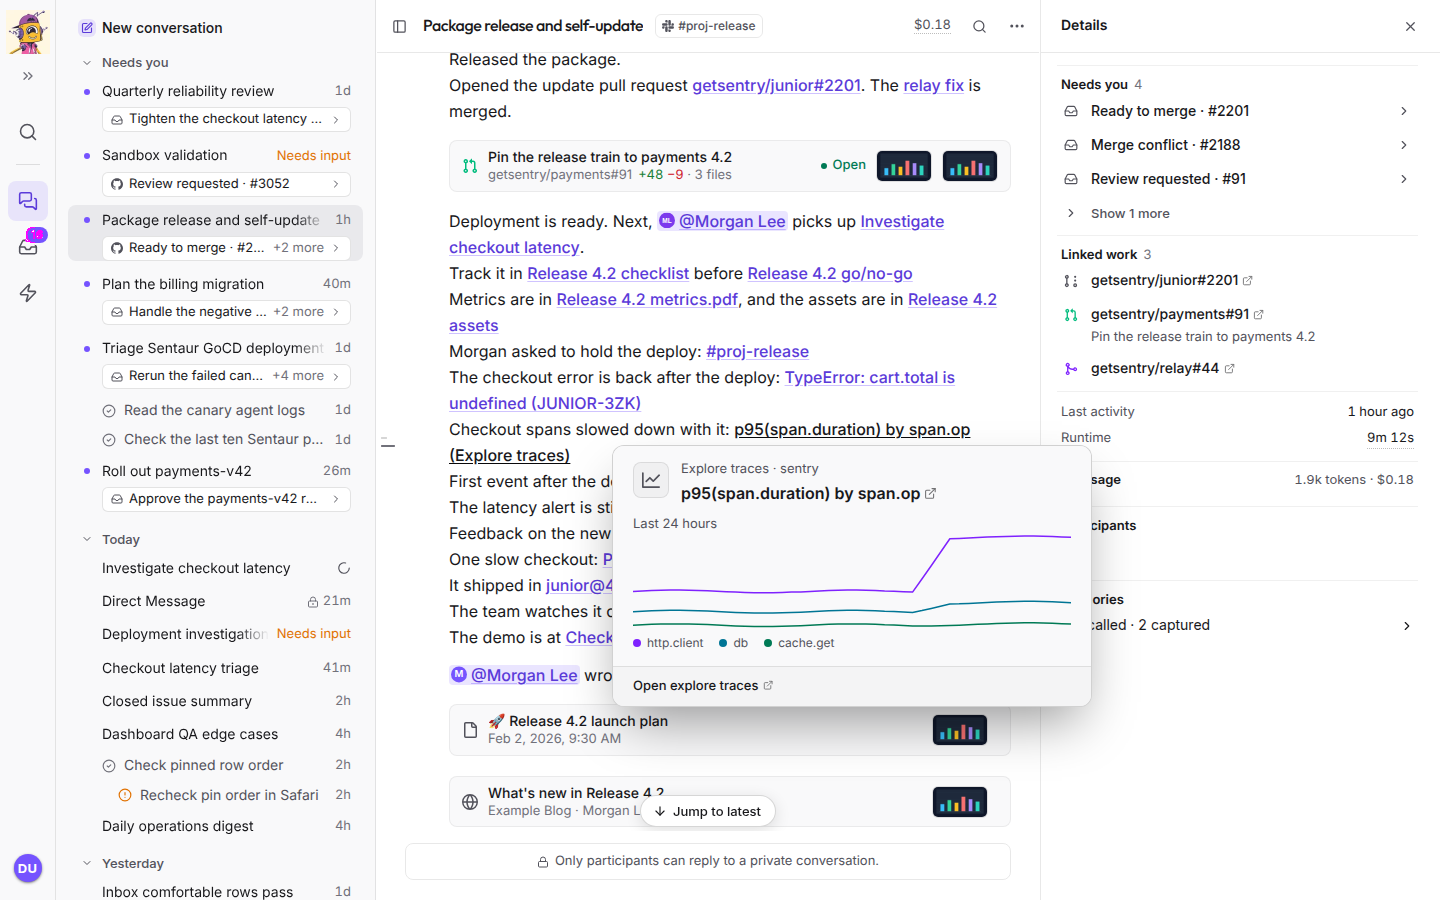 New conversation
Needs you
Quarterly reliability review 1d
Tighten the checkout latency ...
Sandbox validation Needs input
Review requested · #3052
Package release and self-update 1h
Ready to merge · #2... +2 more
Plan the billing migration 40m
Handle the negative ... +2 more
Triage Sentaur GoCD deployment 1d
Rerun the failed can... +4 more
Read the canary agent logs 1d
Check the last ten Sentaur p... 1d
Roll out payments-v42 26m
Approve the payments-v42 r...
Today
Investigate checkout latency
Direct Message 21m
Deployment investigation Needs input
Checkout latency triage 41m
Closed issue summary 2h
Dashboard QA edge cases 4h
Check pinned row order 2h
Recheck pin order in Safari 2h
Daily operations digest 4h
Yesterday
Inbox comfortable rows pass 1d
DU
Package release and self-update #proj-release $0.18
Released the package.
Opened the update pull request getsentry/junior#2201. The relay fix is
merged.
Pin the release train to payments 4.2
getsentry/payments#91 +48 −9 · 3 files
Open
Deployment is ready. Next, ML @Morgan Lee picks up Investigate
checkout latency.
Track it in Release 4.2 checklist before Release 4.2 go/no-go
Metrics are in Release 4.2 metrics.pdf, and the assets are in Release 4.2
assets
Morgan asked to hold the deploy: #proj-release
The checkout error is back after the deploy: TypeError: cart.total is
undefined (JUNIOR-3ZK)
Checkout spans slowed down with it: p95(span.duration) by span.op
(Explore traces)
First event after the de
The latency alert is sti
Feedback on the new
One slow checkout: P
It shipped in junior@4
The team watches it o
The demo is at Check
M @Morgan Lee wro
Explore traces · sentry
p95(span.duration) by span.op
Last 24 hours
http.client db cache.get
Open explore traces
🚀 Release 4.2 launch plan
Feb 2, 2026, 9:30 AM
What's new in Release 4.2
Example Blog · Morgan L
Jump to latest
Only participants can reply to a private conversation.
Details
Needs you 4
Ready to merge · #2201
Merge conflict · #2188
Review requested · #91
Show 1 more
Linked work 3
getsentry/junior#2201
getsentry/payments#91
Pin the release train to payments 4.2
getsentry/relay#44
Last activity 1 hour ago
Runtime 9m 12s
sage 1.9k tokens · $0.18
cipants
ories
called · 2 captured